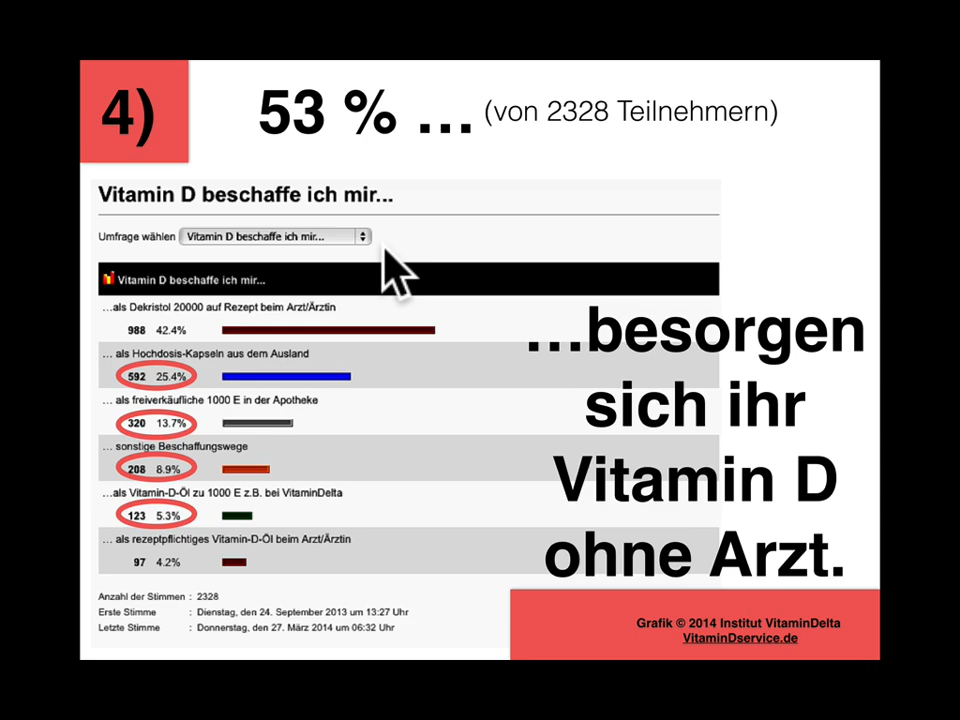 4)
53 % ... (von 2328 Teilnehmern)
Vitamin D beschaffe ich mir...
Umfrage wählen Vitamin D beschaffe ich mir...
Vitamin D beschaffe ich mir...
...als Dekristol 20000 auf Rezept beim Arzt/Ärztin
988 42.4%
... als Hochdosis-Kapseln aus dem Ausland
592 25.4%
... als freiverkäufliche 1000 E in der Apotheke
320 13.7%
... sonstige Beschaffungswege
208 8.9%
...als Vitamin-D-Öl zu 1000 E z.B. bei VitaminDelta
123 5.3%
... als rezeptpflichtiges Vitamin-D-Öl beim Arzt/Ärztin
97 4.2%
Anzahl der Stimmen : 2328
Erste Stimme : Dienstag, den 24. September 2013 um 13:27 Uhr
Letzte Stimme : Donnerstag, den 27. März 2014 um 06:32 Uhr
...besorgen
sich ihr
Vitamin D
ohne Arzt.
Grafik © 2014 Institut VitaminDelta
VitaminDservice.de